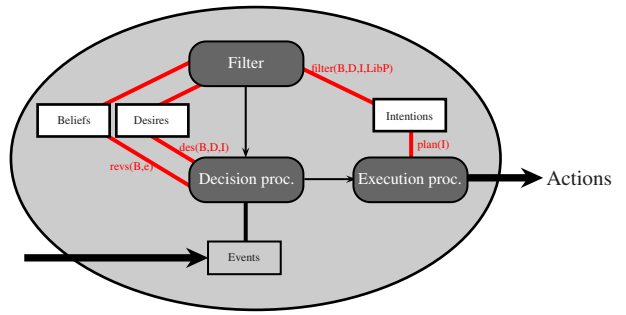 Filter
filter(B,D,I,LibP)
Beliefs
Desires
Intentions
des(B,D,I)
plan(I)
revs(B,e)
Decision proc.
Execution proc.
Actions
Events